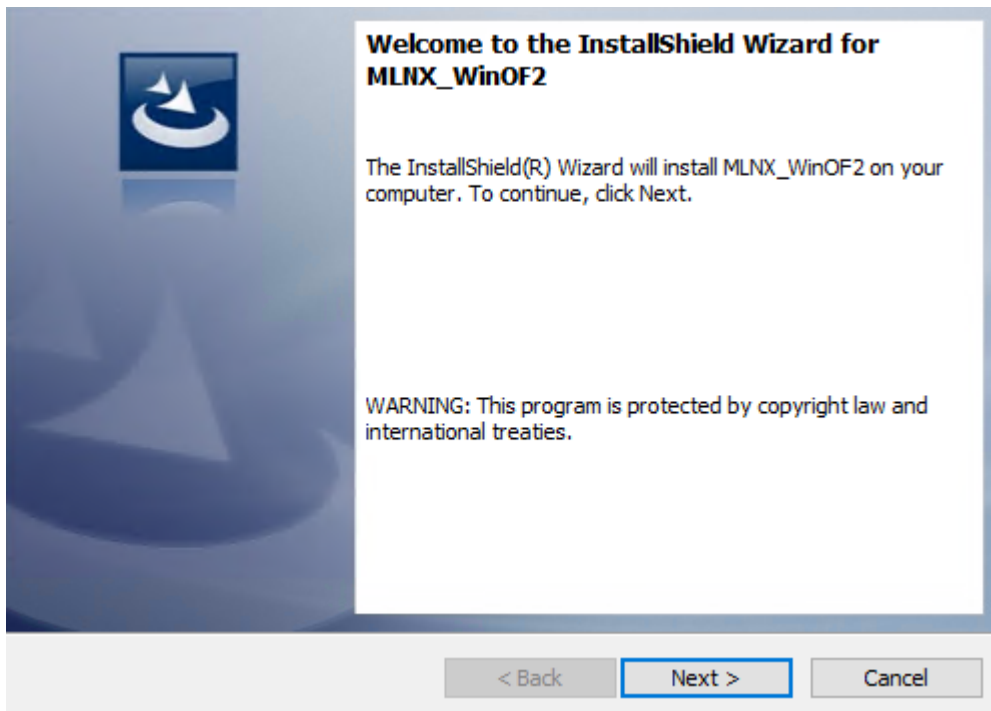 Welcome to the InstallShield Wizard for
MLNX_WinOF2
The InstallShield(R) Wizard will install MLNX_WinOF2 on your
computer. To continue, click Next.
WARNING: This program is protected by copyright law and
international treaties.
< Back
Next >
Cancel